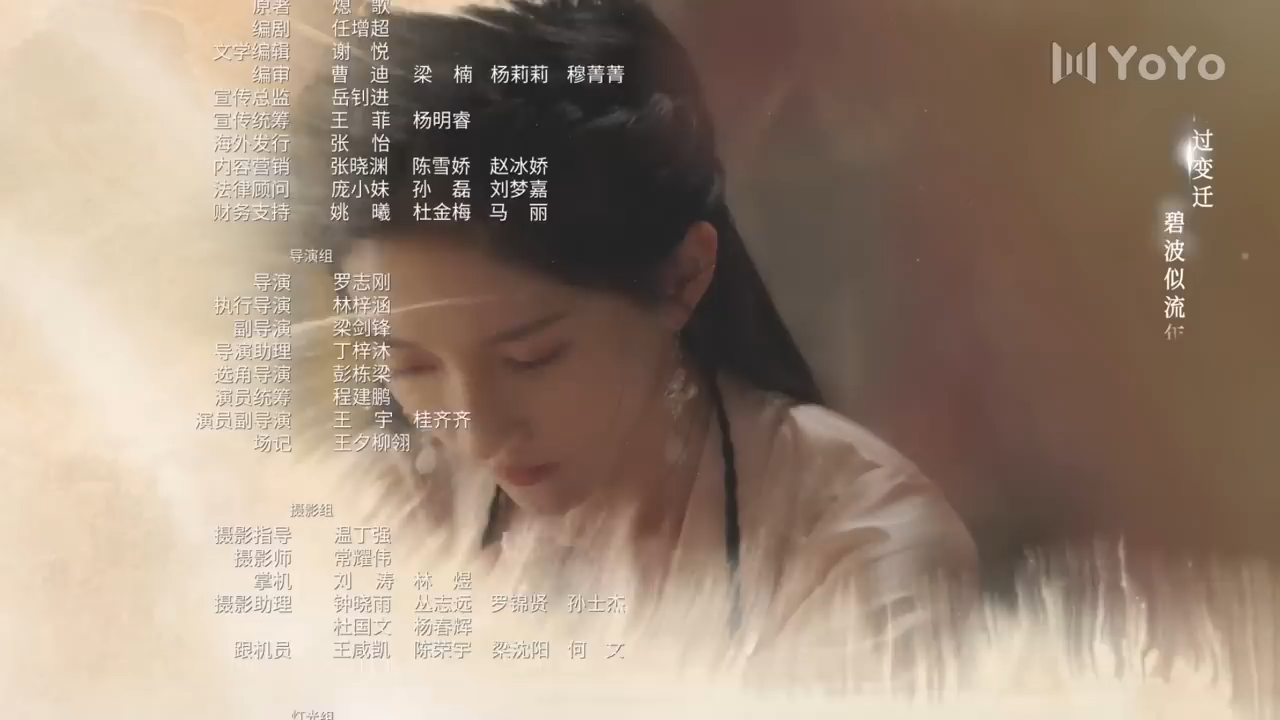 原著 熄 歌
编剧 任增超
文学编辑 谢 悦
编审 曹 迪 梁 楠 杨莉莉 穆菁菁
宣传总监 岳钊进
宣传统筹 王 菲 杨明睿
海外发行 张 怡
内容营销 张晓渊 陈雪娇 赵冰娇
法律顾问 庞小妹 孙 磊 刘梦嘉
财务支持 姚 曦 杜金梅 马 丽
导演组
导演 罗志刚
执行导演 林梓涵
副导演 梁剑锋
导演助理 丁梓沐
选角导演 彭栋梁
演员统筹 程建鹏
演员副导演 王 宇 桂齐齐
场记 王夕柳翎
摄影组
摄影指导 温丁强
摄影师 常耀伟
掌机 刘 涛 林 煜
摄影助理 钟晓雨 丛志远 罗锦贤 孙士杰
杜国文 杨春辉
跟机员 王咸凯 陈荣宇 梁沈阳 何 文
灯光组
YoYo
过变迁
碧波似流年